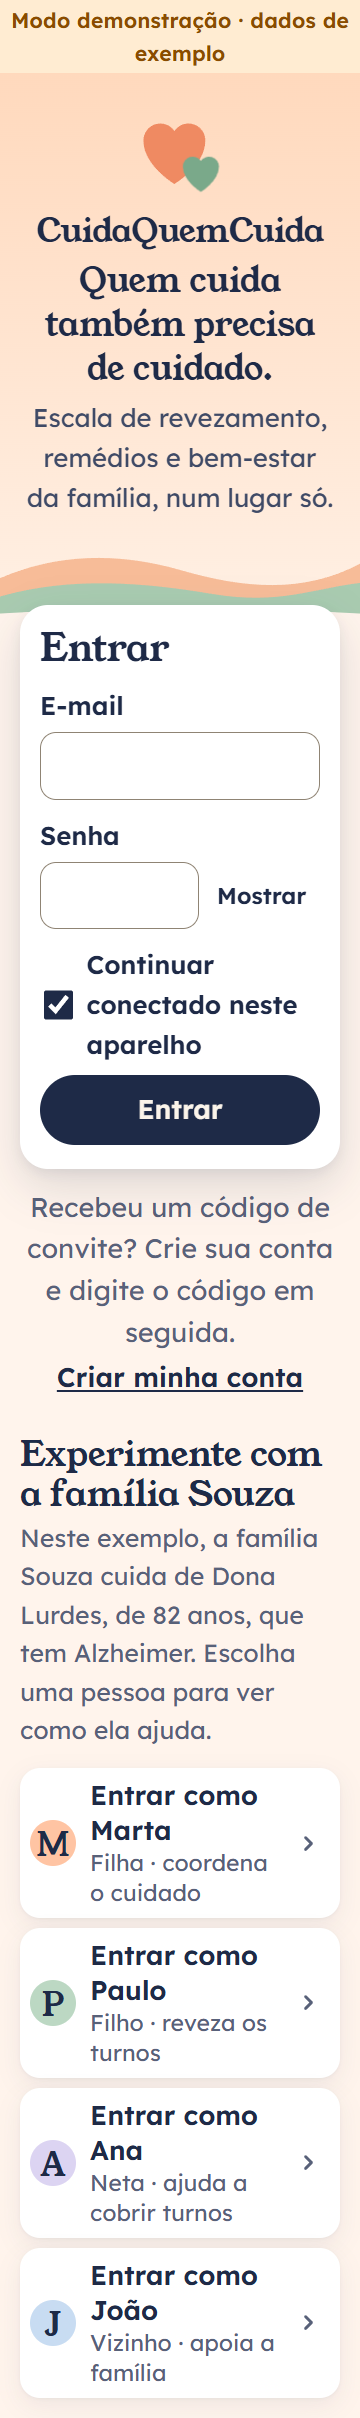 Modo demonstração · dados de
exemplo
CuidaQuemCuida
Quem cuida
também precisa
de cuidado.
Escala de revezamento,
remédios e bem-estar
da família, num lugar só.
Entrar
E-mail
Senha
Mostrar
Continuar
conectado neste
aparelho
Entrar
Recebeu um código de
convite? Crie sua conta
e digite o código em
seguida.
Criar minha conta
Experimente com
a família Souza
Neste exemplo, a família
Souza cuida de Dona
Lurdes, de 82 anos, que
tem Alzheimer. Escolha
uma pessoa para ver
como ela ajuda.
M
Entrar como
Marta
Filha · coordena
o cuidado
P
Entrar como
Paulo
Filho · reveza os
turnos
A
Entrar como
Ana
Neta · ajuda a
cobrir turnos
J
Entrar como
João
Vizinho · apoia a
família